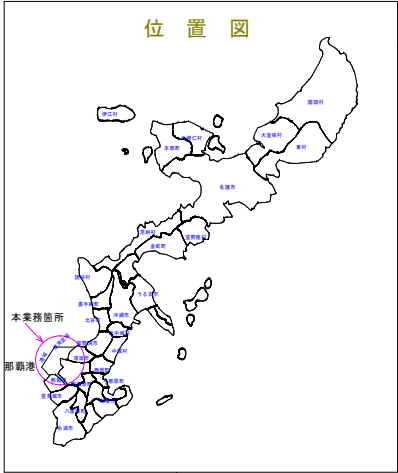 位置図
国頭村
伊江村
大宜味村
今帰仁村
東村
本部町
名護市
恩納村
宜野座村
金武町
読谷村
うるま市
嘉手納町
沖縄市
本業務箇所
北谷町
北中城村
宜野湾市
中城村
浦添市
那覇港
西原町
那覇市
与那原町
豊見城市
八重瀬町
糸満市